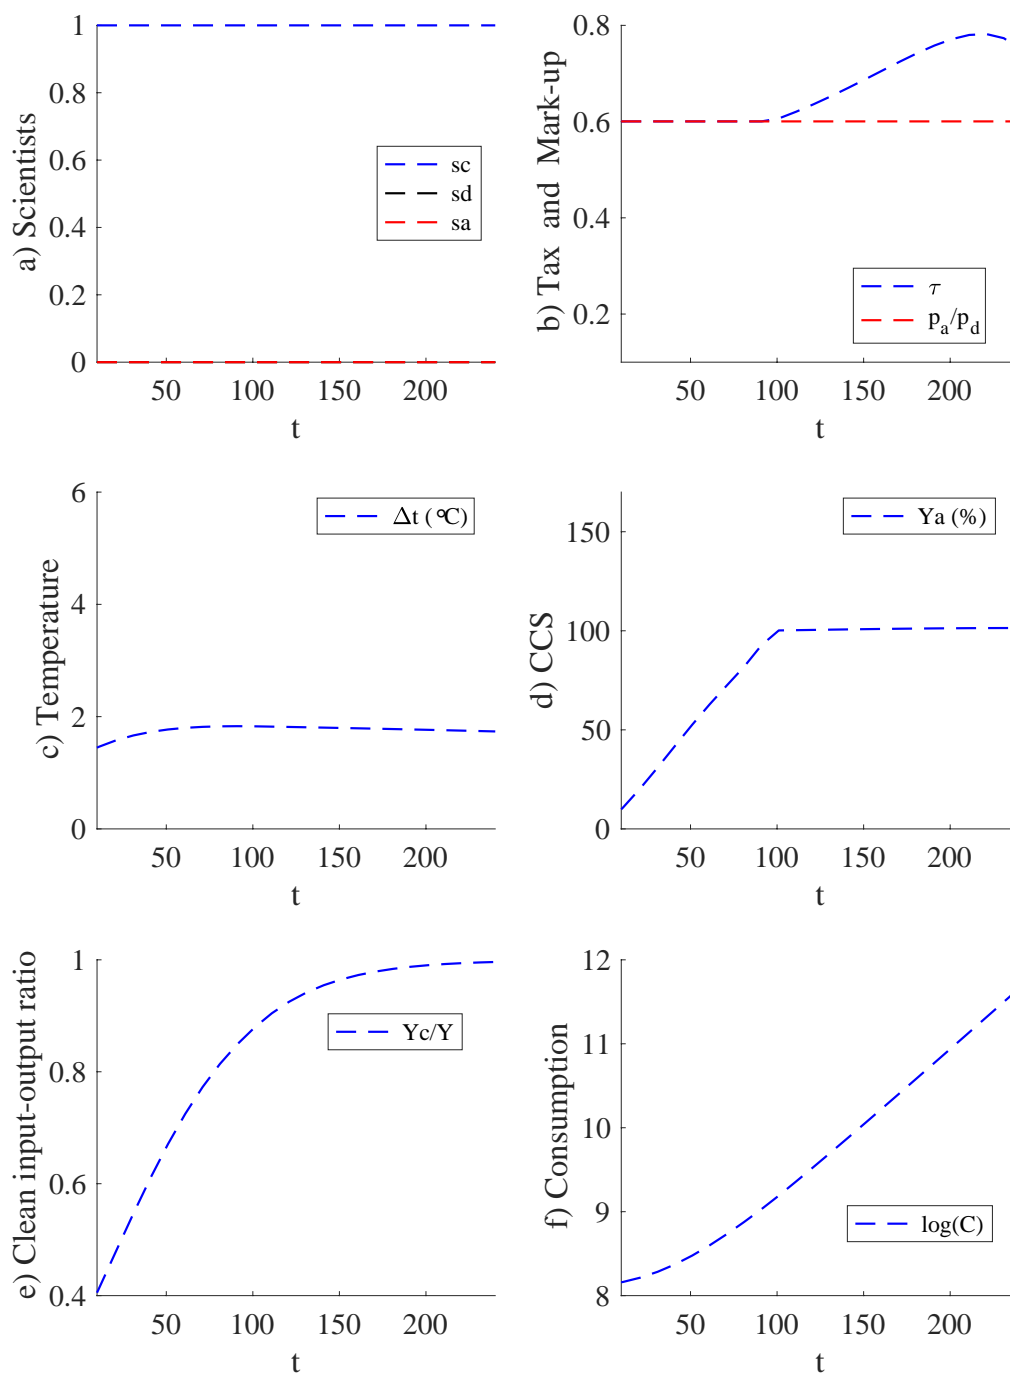 a) Scientists
1
0.8
0.6
0.4
0.2
0
50 100 150 200
t
sc
sd
sa
b) Tax and Mark-up
0.8
0.6
0.4
0.2
50 100 150 200
t
τ
p_a/p_d
c) Temperature
6
4
2
0
50 100 150 200
t
Δt (°C)
d) CCS
150
100
50
0
50 100 150 200
t
Ya (%)
e) Clean input-output ratio
1
0.8
0.6
0.4
50 100 150 200
t
Yc/Y
f) Consumption
12
11
10
9
8
50 100 150 200
t
log(C)